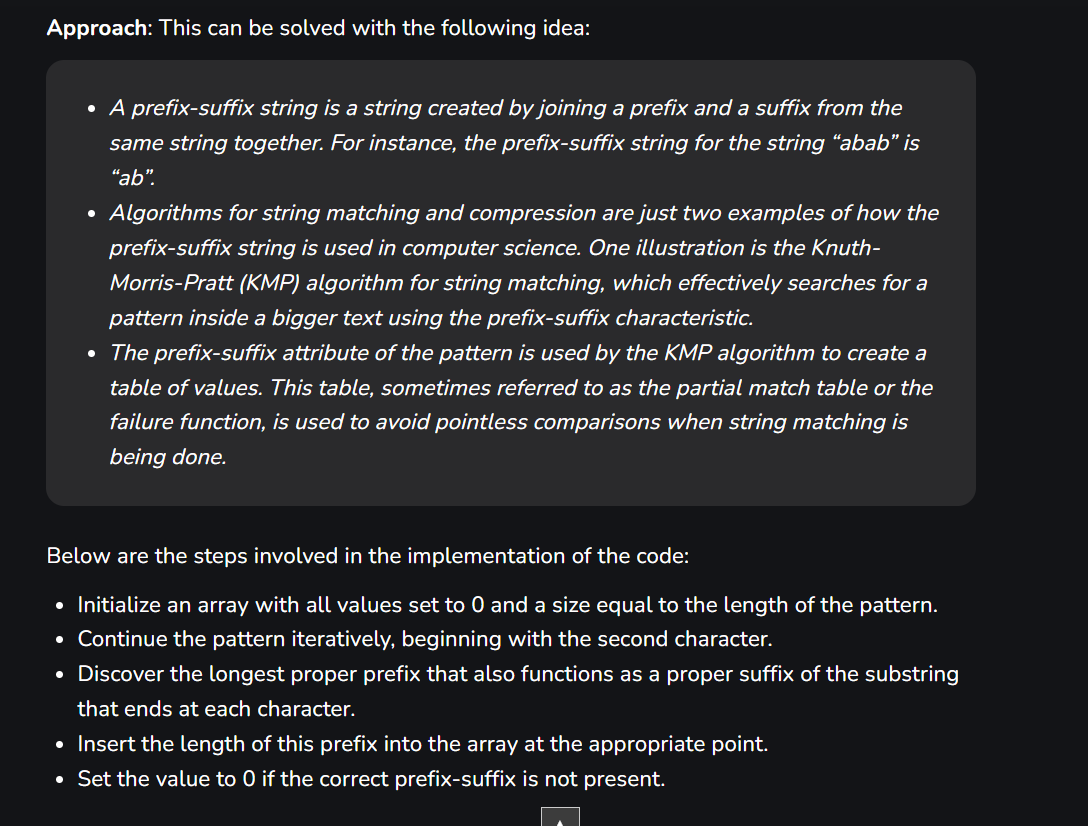 Approach: This can be solved with the following idea:
• A prefix-suffix string is a string created by joining a prefix and a suffix from the
same string together. For instance, the prefix-suffix string for the string “abab” is
“ab”.
• Algorithms for string matching and compression are just two examples of how the
prefix-suffix string is used in computer science. One illustration is the Knuth-
Morris-Pratt (KMP) algorithm for string matching, which effectively searches for a
pattern inside a bigger text using the prefix-suffix characteristic.
• The prefix-suffix attribute of the pattern is used by the KMP algorithm to create a
table of values. This table, sometimes referred to as the partial match table or the
failure function, is used to avoid pointless comparisons when string matching is
being done.
Below are the steps involved in the implementation of the code:
• Initialize an array with all values set to 0 and a size equal to the length of the pattern.
• Continue the pattern iteratively, beginning with the second character.
• Discover the longest proper prefix that also functions as a proper suffix of the substring
that ends at each character.
• Insert the length of this prefix into the array at the appropriate point.
• Set the value to 0 if the correct prefix-suffix is not present.